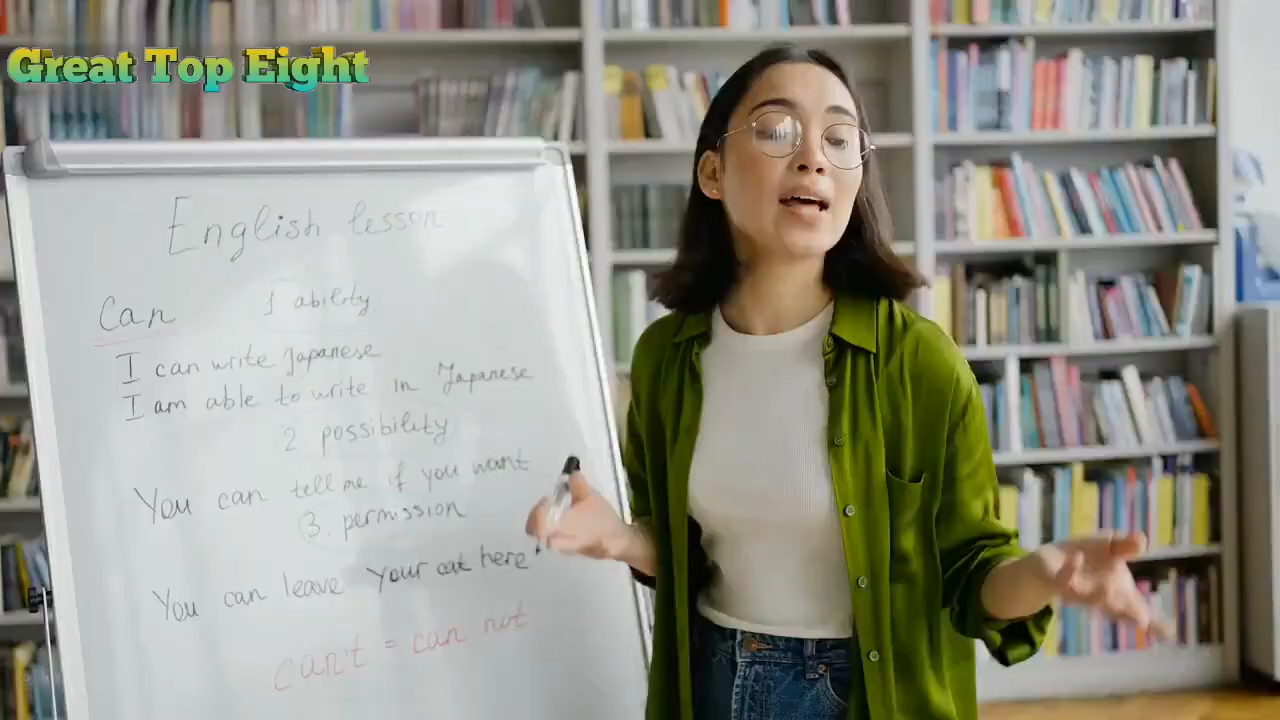 Great Top Eight
English lesson
Can 1 ability
I can write Japanese
I am able to write in Japanese
2 possibility
You can tell me if you want
3. permission
You can leave your cat here
can't = can not